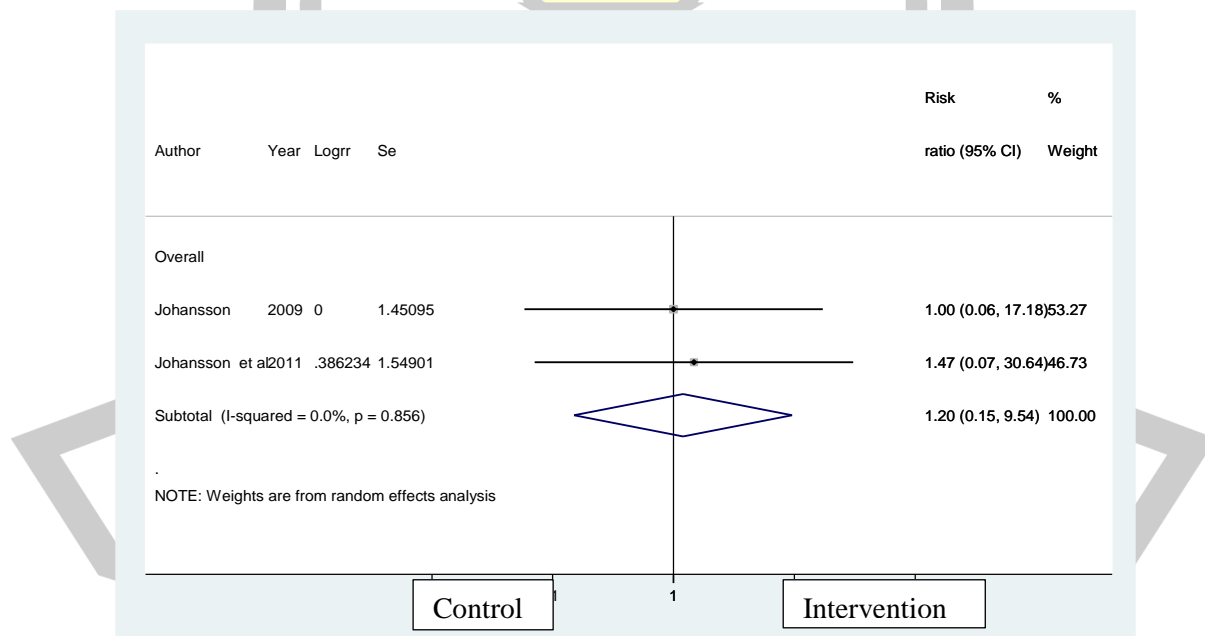 Risk %
Author Year Logrr Se ratio (95% CI) Weight
Overall
Johansson 2009 0 1.45095 1.00 (0.06, 17.18) 53.27
Johansson et al 2011 .386234 1.54901 1.47 (0.07, 30.64) 46.73
Subtotal (I-squared = 0.0%, p = 0.856) 1.20 (0.15, 9.54) 100.00
.
NOTE: Weights are from random effects analysis
1
Control Intervention